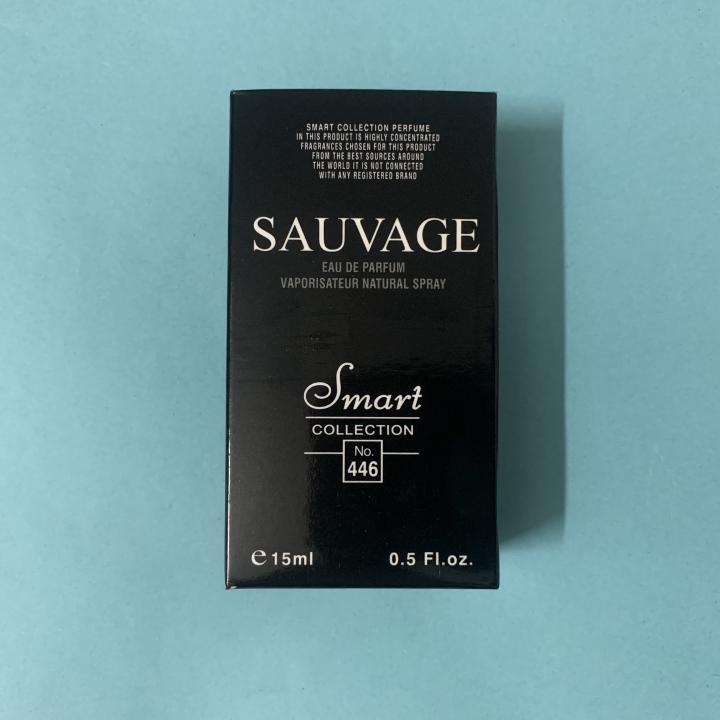 SMART COLLECTION PERFUME
IN THIS PRODUCT IS HIGHLY CONCENTRATED
FRAGRANCES CHOSEN FOR THIS PRODUCT
FROM THE BEST SOURCES AROUND
THE WORLD IT IS NOT CONNECTED
WITH ANY REGISTERED BRAND
SAUVAGE
EAU DE PARFUM
VAPORISATEUR NATURAL SPRAY
Smart
COLLECTION
No.
446
e 15ml 0.5 Fl.oz.